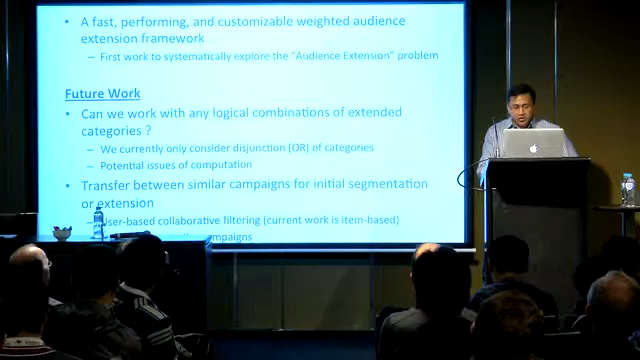 • A fast, performing, and customizable weighted audience
extension framework
– First work to systematically explore the "Audience Extension" problem
Future Work
• Can we work with any logical combinations of extended
categories ?
– We currently only consider disjunction (OR) of categories
– Potential issues of computation
• Transfer between similar campaigns for initial segmentation
or extension
User-based collaborative filtering (current work is item-based)
campaigns